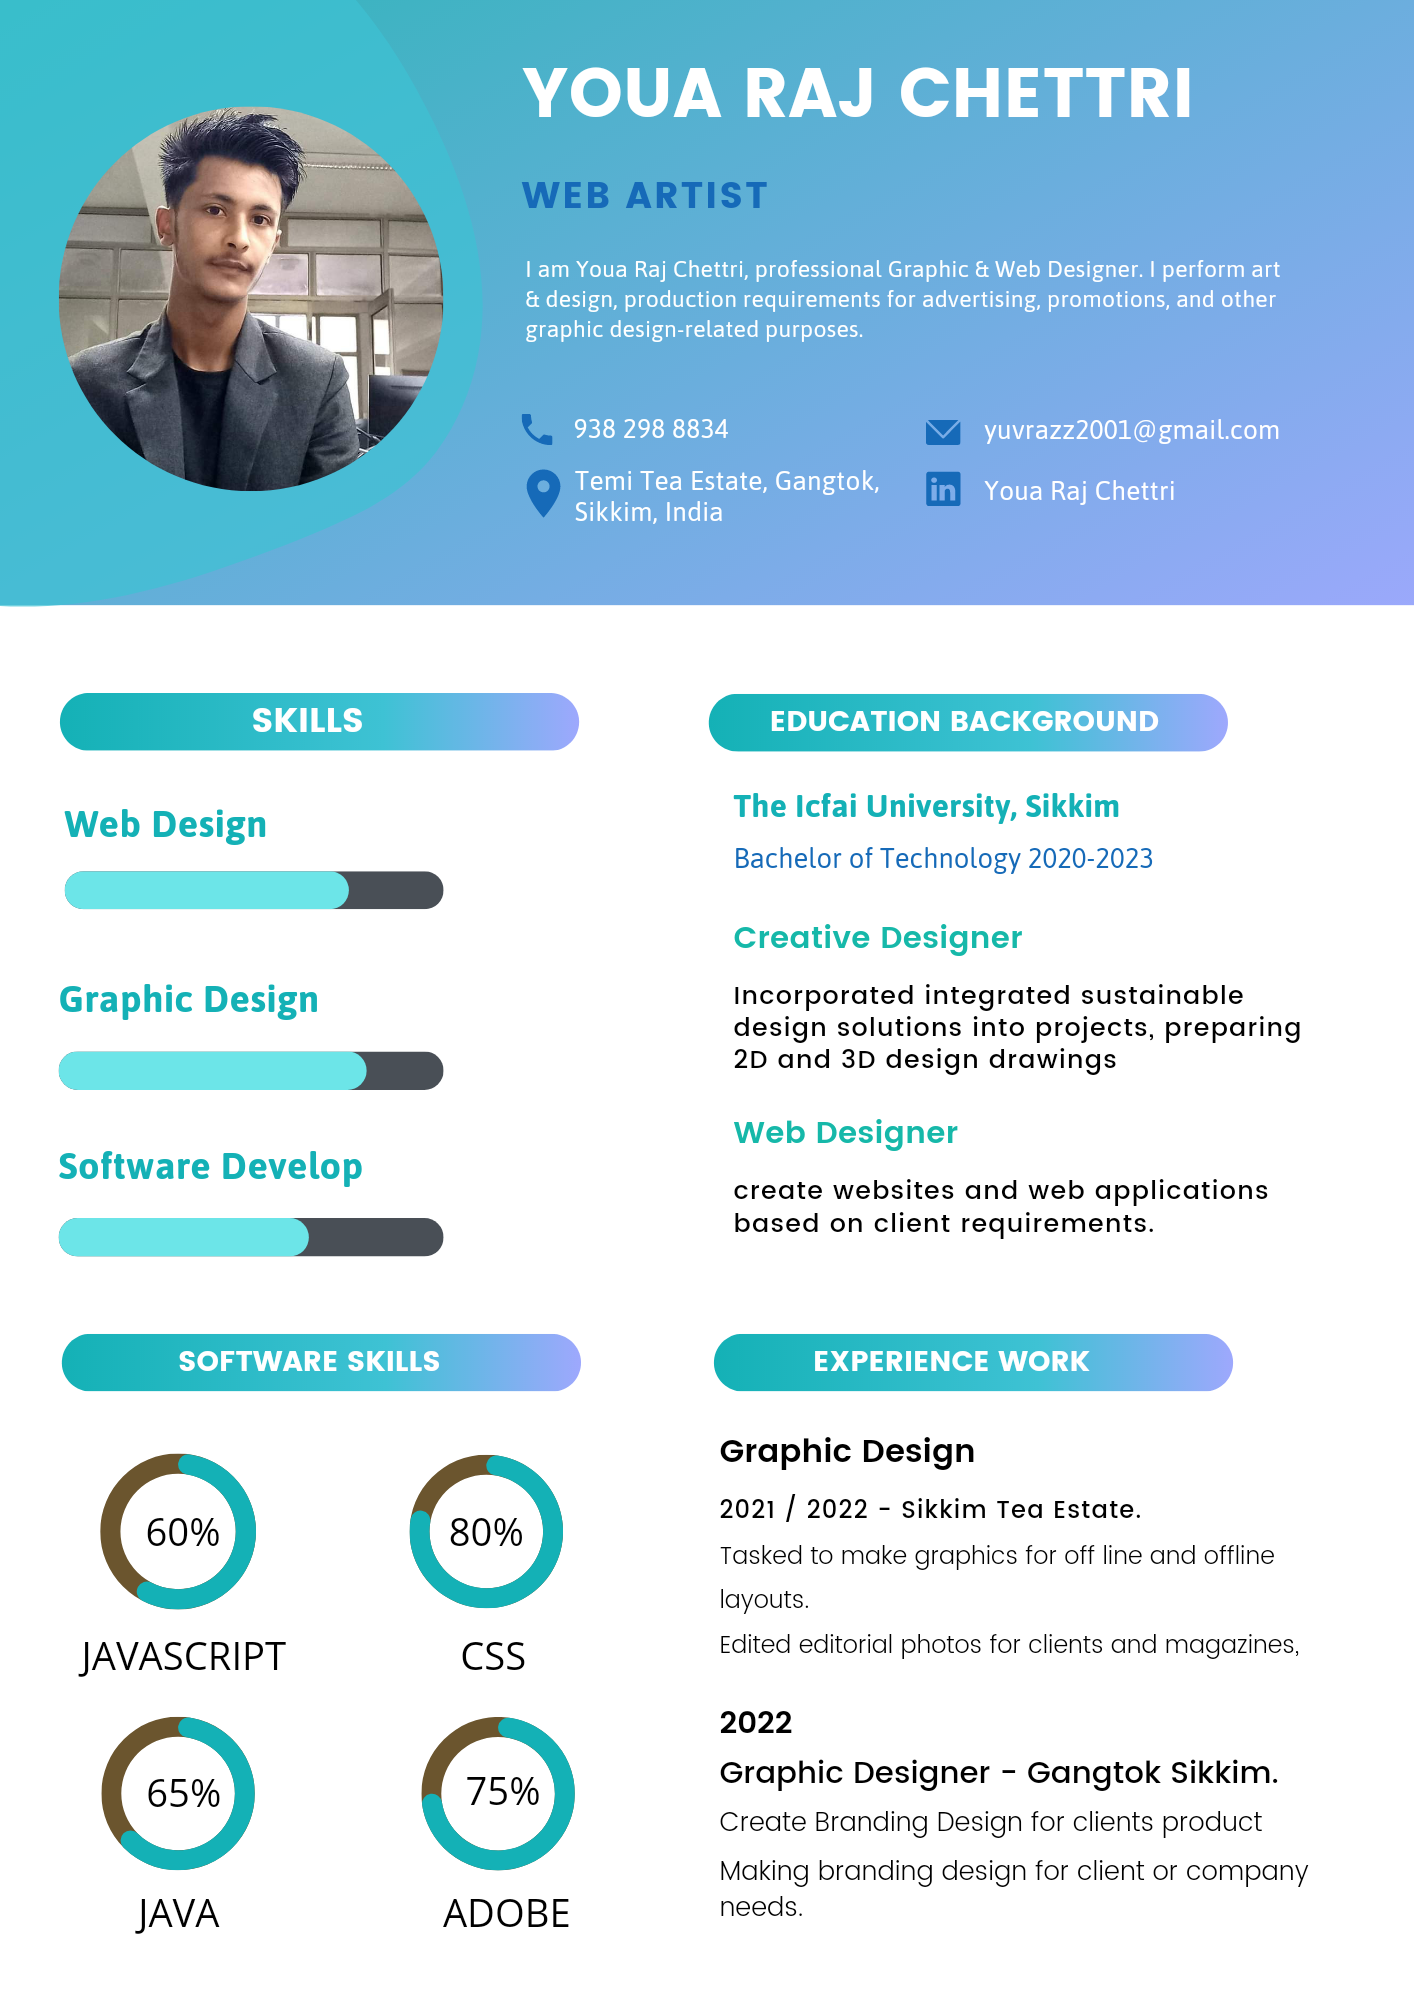 YOUA RAJ CHETTRI
WEB ARTIST
I am Youa Raj Chettri, professional Graphic & Web Designer. I perform art
& design, production requirements for advertising, promotions, and other
graphic design-related purposes.
938 298 8834
yuvrazz2001@gmail.com
Temi Tea Estate, Gangtok,
Sikkim, India
in
Youa Raj Chettri
SKILLS
Web Design
Graphic Design
Software Develop
EDUCATION BACKGROUND
The Icfai University, Sikkim
Bachelor of Technology 2020-2023
Creative Designer
Incorporated integrated sustainable
design solutions into projects, preparing
2D and 3D design drawings
Web Designer
create websites and web applications
based on client requirements.
SOFTWARE SKILLS
60%
JAVASCRIPT
80%
CSS
65%
JAVA
75%
ADOBE
EXPERIENCE WORK
Graphic Design
2021 / 2022 - Sikkim Tea Estate.
Tasked to make graphics for off line and offline
layouts.
Edited editorial photos for clients and magazines,
2022
Graphic Designer - Gangtok Sikkim.
Create Branding Design for clients product
Making branding design for client or company
needs.